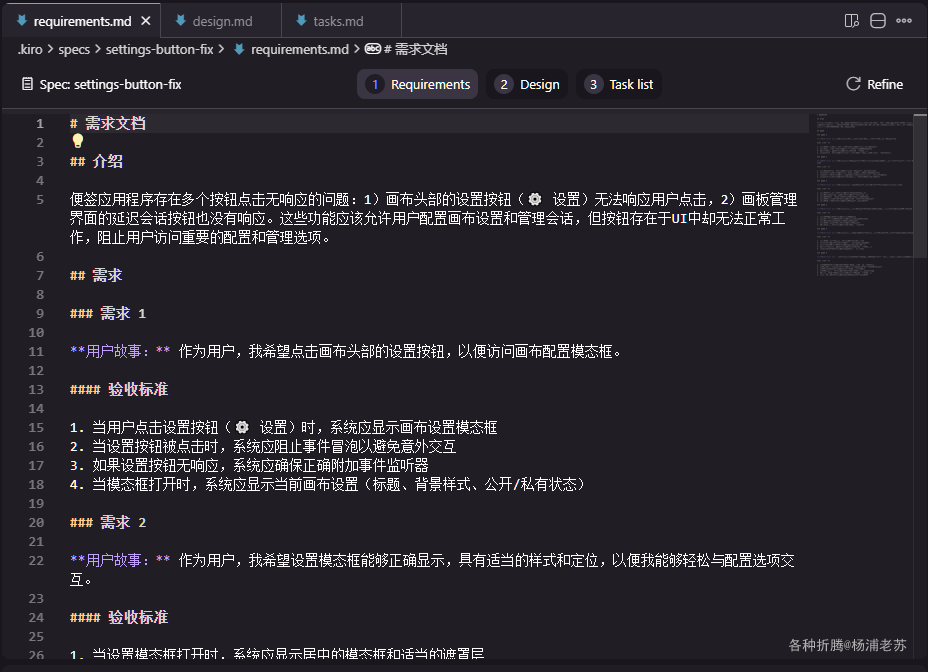 requirements.md
design.md
tasks.md
.kiro > specs > settings-button-fix > requirements.md > abc # 需求文档
Spec: settings-button-fix
1 Requirements
2 Design
3 Task list
Refine
1 # 需求文档
2
3 ## 介绍
4
5 便签应用程序存在多个按钮点击无响应的问题：1）画布头部的设置按钮（⚙ 设置）无法响应用户点击，2）画板管理
界面的延迟会话按钮也没有响应。这些功能应该允许用户配置画布设置和管理会话，但按钮存在于UI中却无法正常工
作，阻止用户访问重要的配置和管理选项。
6
7 ## 需求
8
9 ### 需求 1
10
11 **用户故事：** 作为用户，我希望点击画布头部的设置按钮，以便访问画布配置模态框。
12
13 #### 验收标准
14
15 1. 当用户点击设置按钮（⚙ 设置）时，系统应显示画布设置模态框
16 2. 当设置按钮被点击时，系统应阻止事件冒泡以避免意外交互
17 3. 如果设置按钮无响应，系统应确保正确附加事件监听器
18 4. 当模态框打开时，系统应显示当前画布设置（标题、背景样式、公开/私有状态）
19
20 ### 需求 2
21
22 **用户故事：** 作为用户，我希望设置模态框能够正确显示，具有适当的样式和定位，以便我能够轻松与配置选项交
互。
23
24 #### 验收标准
25
26 1. 当设置模态框打开时，系统应显示居中的模态框和适当的遮罩层
各种折腾@杨浦老苏